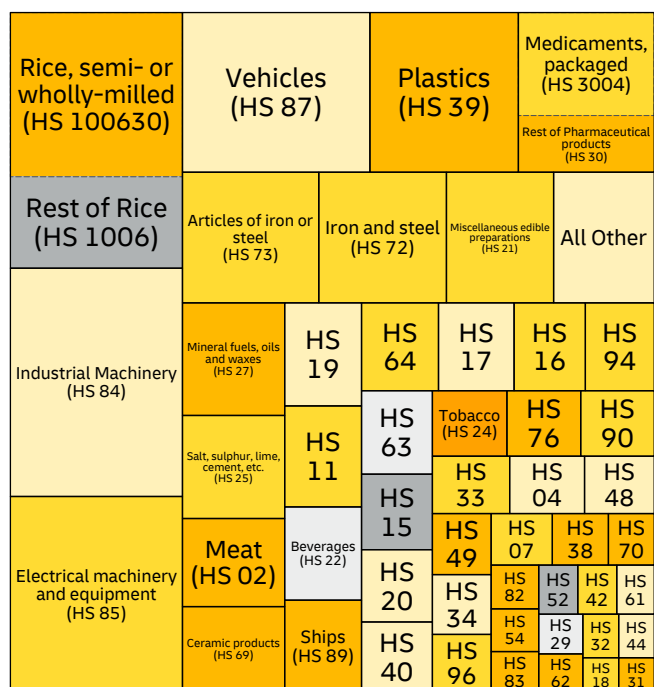 Rice, semi- or
wholly-milled
(HS 100630)
Rest of Rice
(HS 1006)
Industrial Machinery
(HS 84)
Electrical machinery
and equipment
(HS 85)
Vehicles
(HS 87)
Plastics
(HS 39)
Medicaments,
packaged
(HS 3004)
Rest of Pharmaceutical
products
(HS 30)
Articles of iron or
steel
(HS 73)
Iron and steel
(HS 72)
Miscellaneous edible
preparations
(HS 21)
All Other
Mineral fuels, oils
and waxes
(HS 27)
Salt, sulphur, lime,
cement, etc.
(HS 25)
Meat
(HS 02)
Ceramic products
(HS 69)
HS
19
HS
11
Beverages
(HS 22)
Ships
(HS 89)
HS
64
HS
17
HS
16
HS
94
HS
63
HS
15
HS
20
HS
40
Tobacco
(HS 24)
HS
76
HS
90
HS
33
HS
04
HS
48
HS
49
HS
34
HS
96
HS
07
HS
38
HS
70
HS
82
HS
52
HS
42
HS
61
HS
54
HS
29
HS
32
HS
44
HS
83
HS
62
HS
18
HS
31